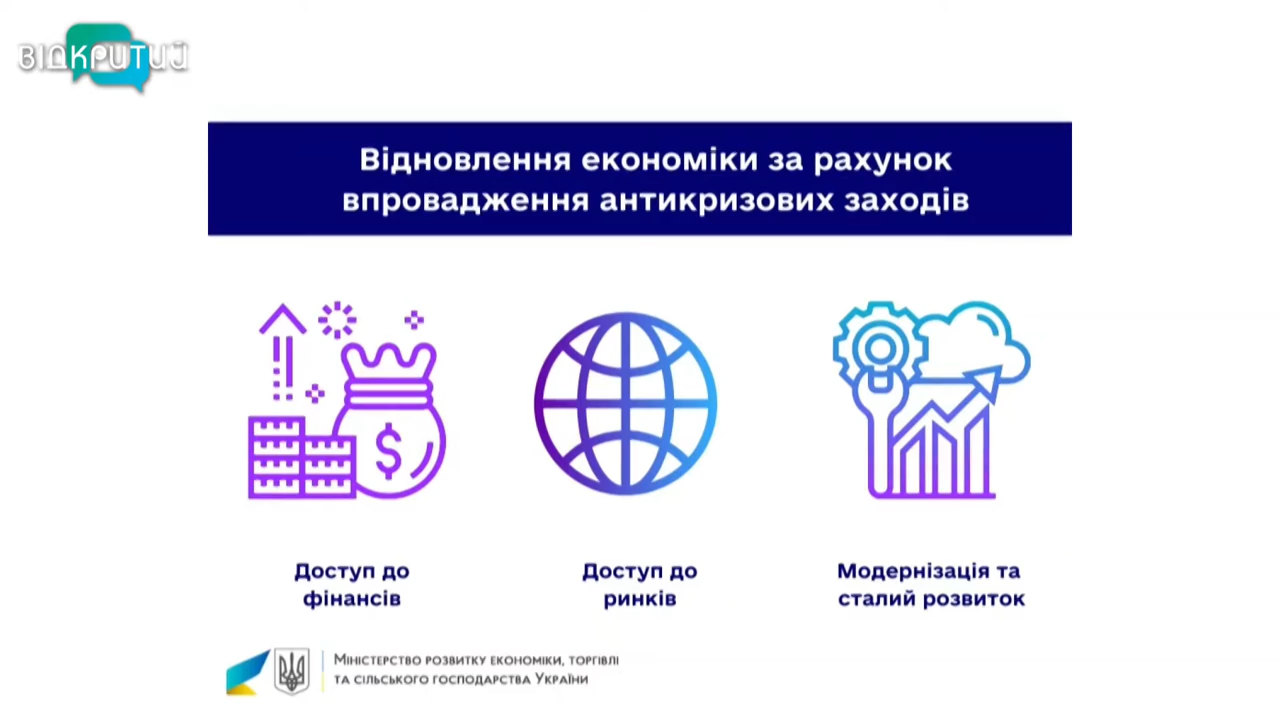 ВІДКРИТИЙ
Відновлення економіки за рахунок
впровадження антикризових заходів
$
Доступ до
фінансів
Доступ до
ринків
Модернізація та
сталий розвиток
Міністерство розвитку економіки, торгівлі
та сільського господарства України